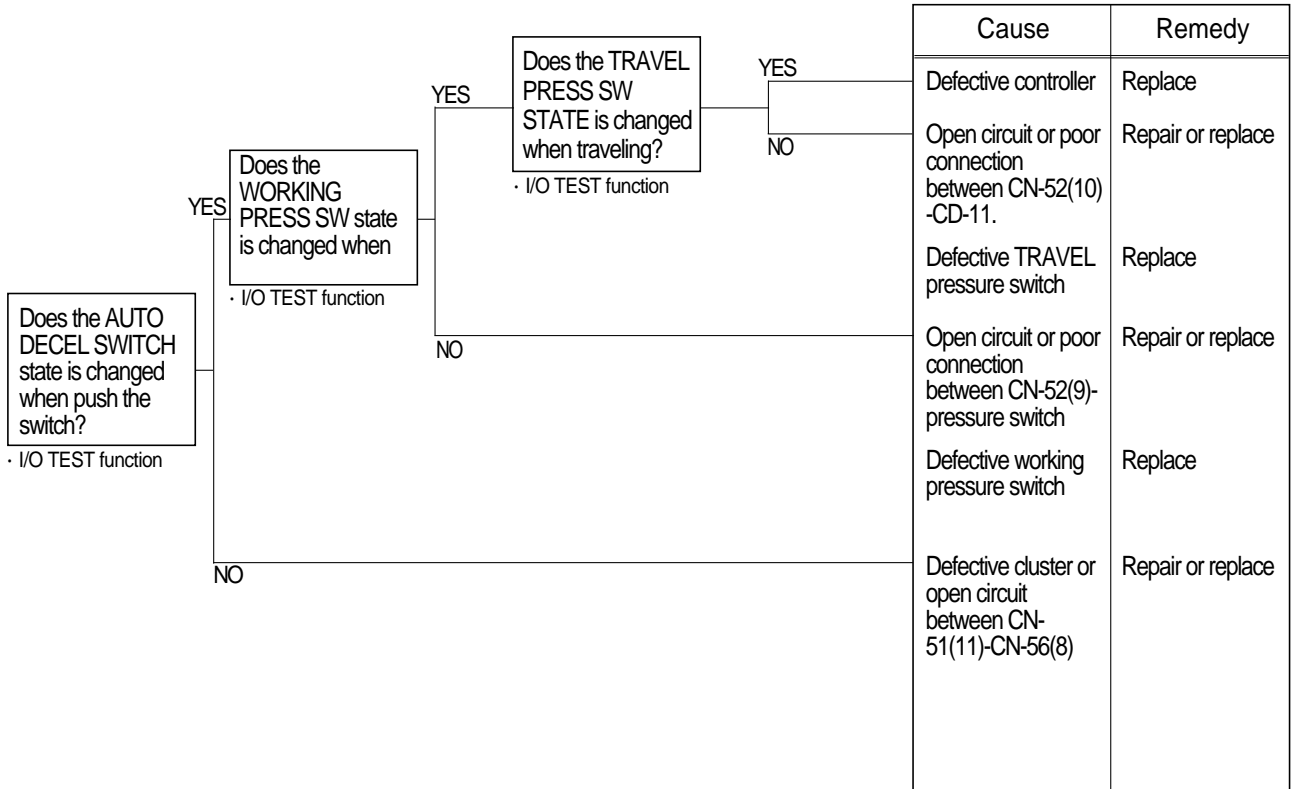 Does the AUTO
DECEL SWITCH
state is changed
when push the
switch?
· I/O TEST function
YES
NO
Does the
WORKING
PRESS SW state
is changed when
· I/O TEST function
YES
NO
Does the TRAVEL
PRESS SW
STATE is changed
when traveling?
· I/O TEST function
YES
NO
Cause Remedy
Defective controller Replace
Open circuit or poor Repair or replace
connection
between CN-52(10)
-CD-11.
Defective TRAVEL Replace
pressure switch
Open circuit or poor Repair or replace
connection
between CN-52(9)-
pressure switch
Defective working Replace
pressure switch
Defective cluster or Repair or replace
open circuit
between CN-
51(11)-CN-56(8)